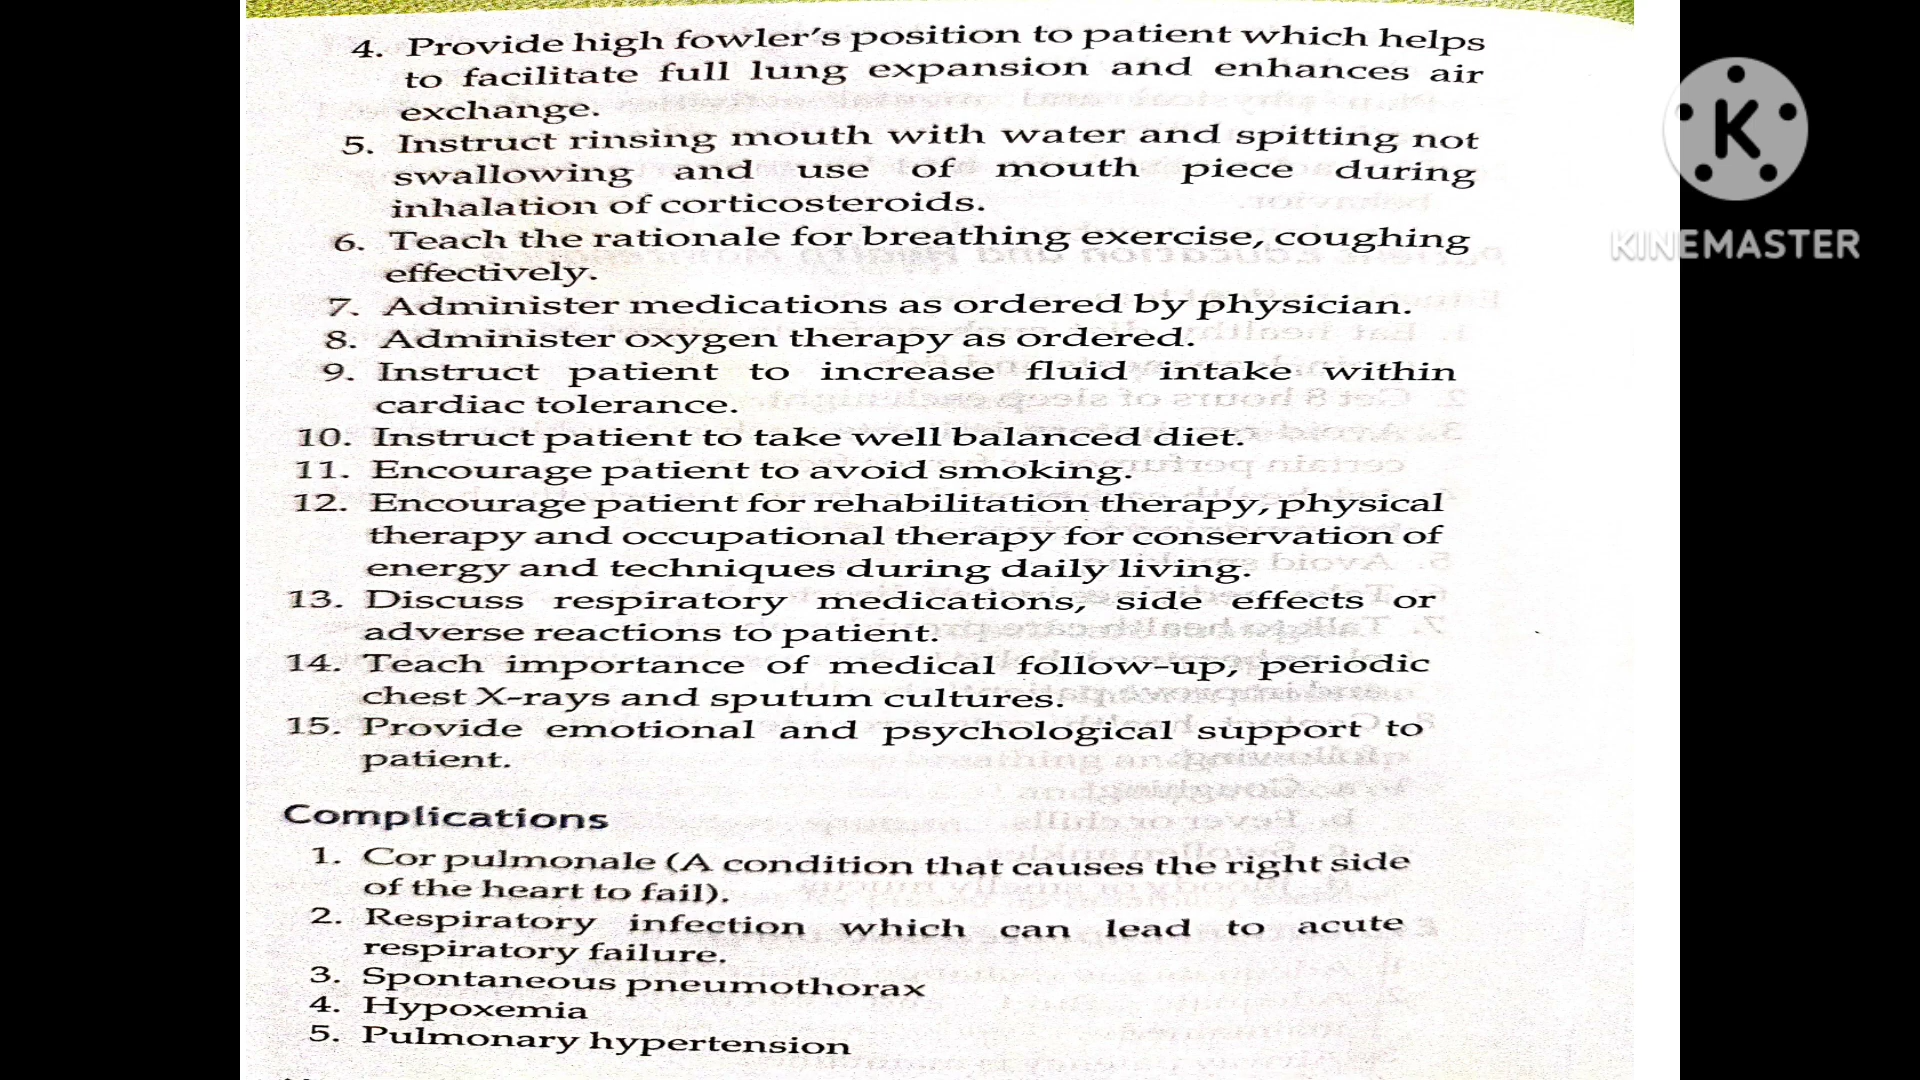 4. Provide high fowler's position to patient which helps
to facilitate full lung expansion and enhances air
exchange.
5. Instruct rinsing mouth with water and spitting not
swallowing and use of mouth piece during
inhalation of corticosteroids.
6. Teach the rationale for breathing exercise, coughing
effectively.
7. Administer medications as ordered by physician.
8. Administer oxygen therapy as ordered.
9. Instruct patient to increase fluid intake within
cardiac tolerance.
10. Instruct patient to take well balanced diet.
11. Encourage patient to avoid smoking.
12. Encourage patient for rehabilitation therapy, physical
therapy and occupational therapy for conservation of
energy and techniques during daily living.
13. Discuss respiratory medications, side effects or
adverse reactions to patient.
14. Teach importance of medical follow-up, periodic
chest X-rays and sputum cultures.
15. Provide emotional and psychological support to
patient.
Complications
1. Cor pulmonale (A condition that causes the right side
of the heart to fail).
2. Respiratory infection which can lead to acute
respiratory failure.
3. Spontaneous pneumothorax
4. Hypoxemia
5. Pulmonary hypertension
K
KINEMASTER